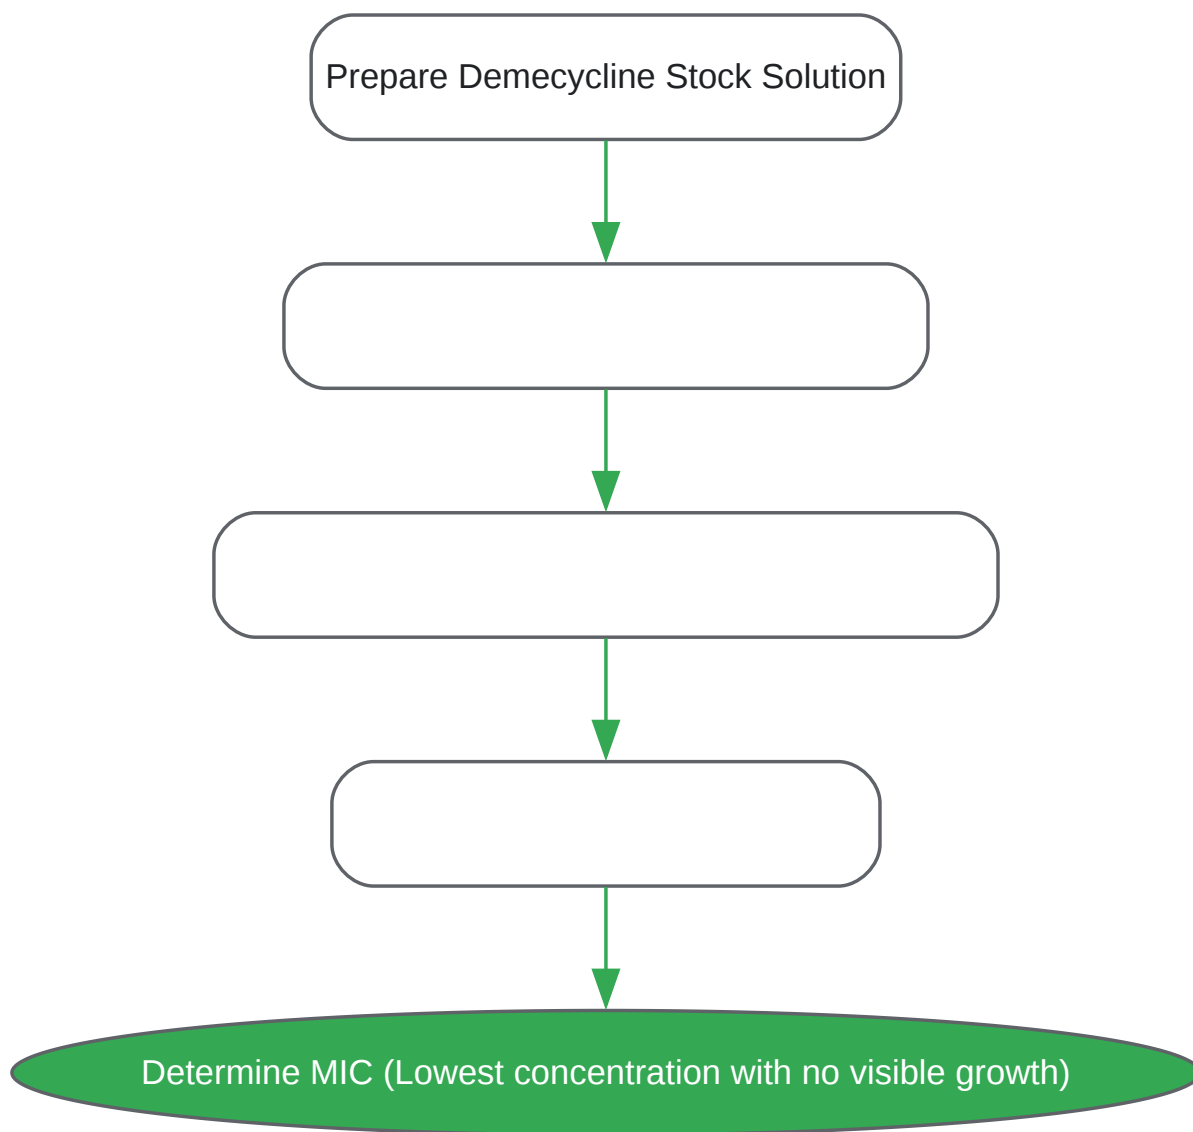 Prepare Demecycline Stock Solution
Determine MIC (Lowest concentration with no visible growth)